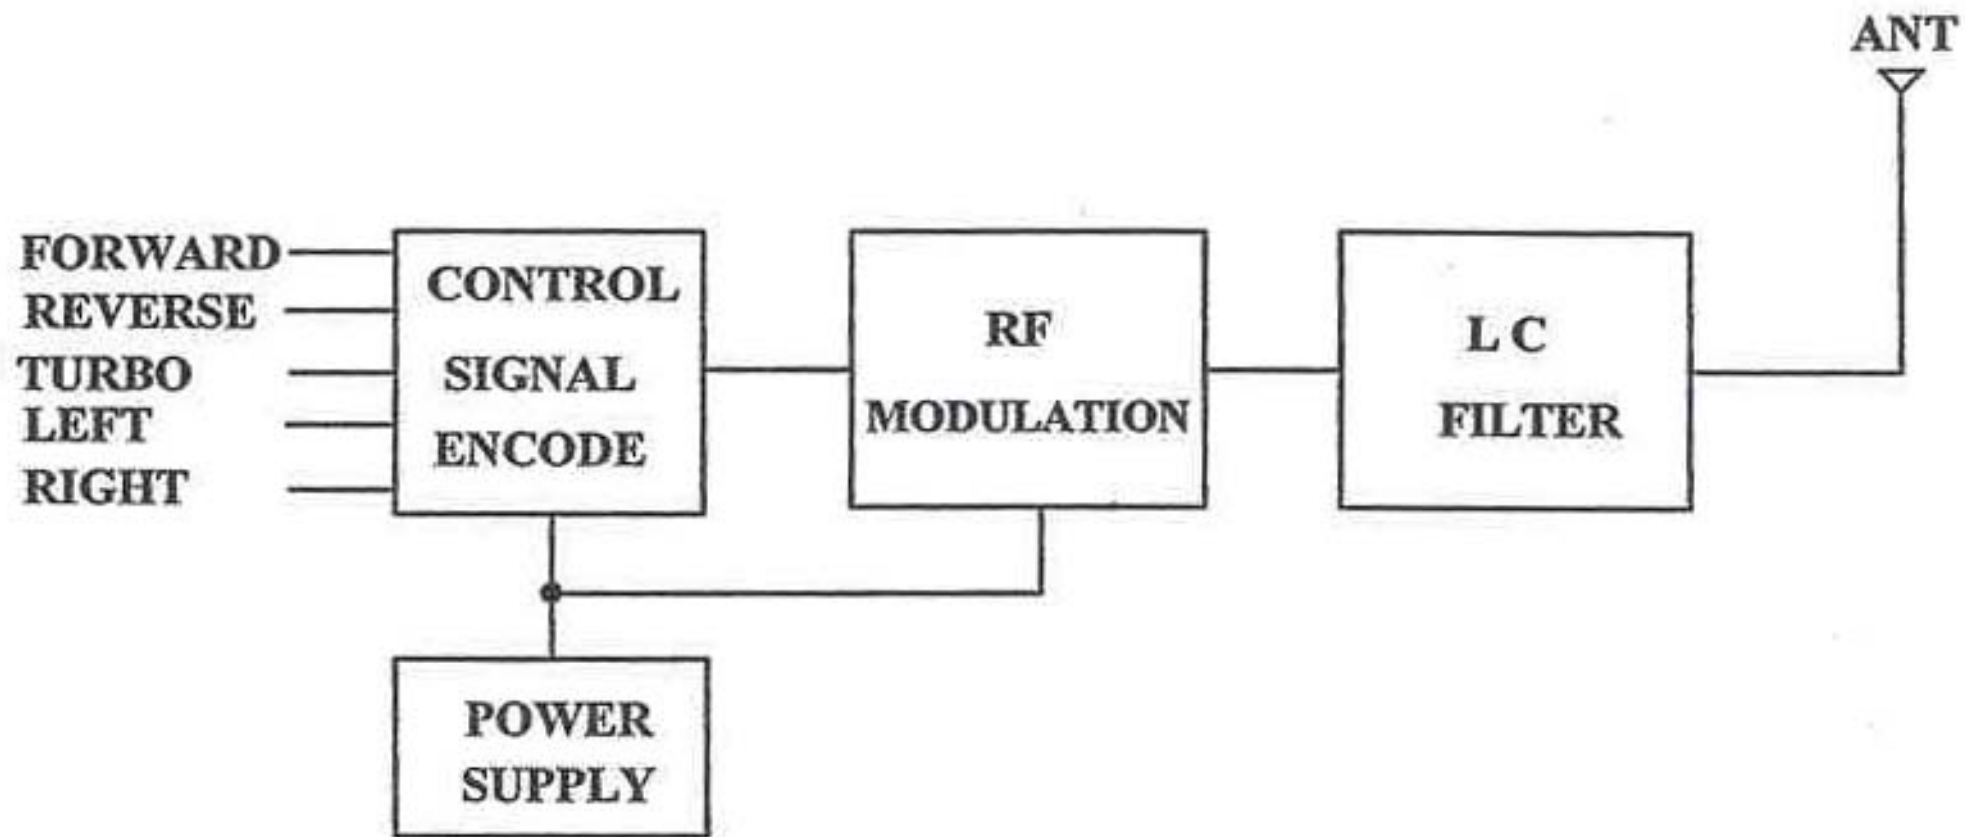 ANT
FORWARD
REVERSE
TURBO
LEFT
RIGHT
CONTROL
SIGNAL
ENCODE
RF
MODULATION
L C
FILTER
POWER
SUPPLY